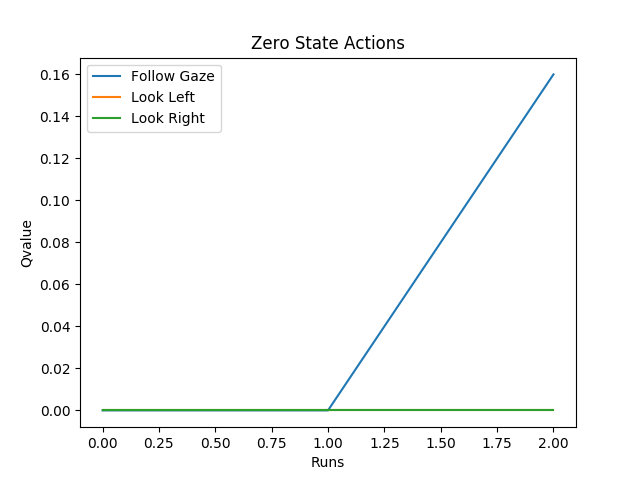 Zero State Actions
Follow Gaze
Look Left
Look Right
0.16
0.14
0.12
0.10
0.08
0.06
0.04
0.02
0.00
Qvalue
0.00 0.25 0.50 0.75 1.00 1.25 1.50 1.75 2.00
Runs